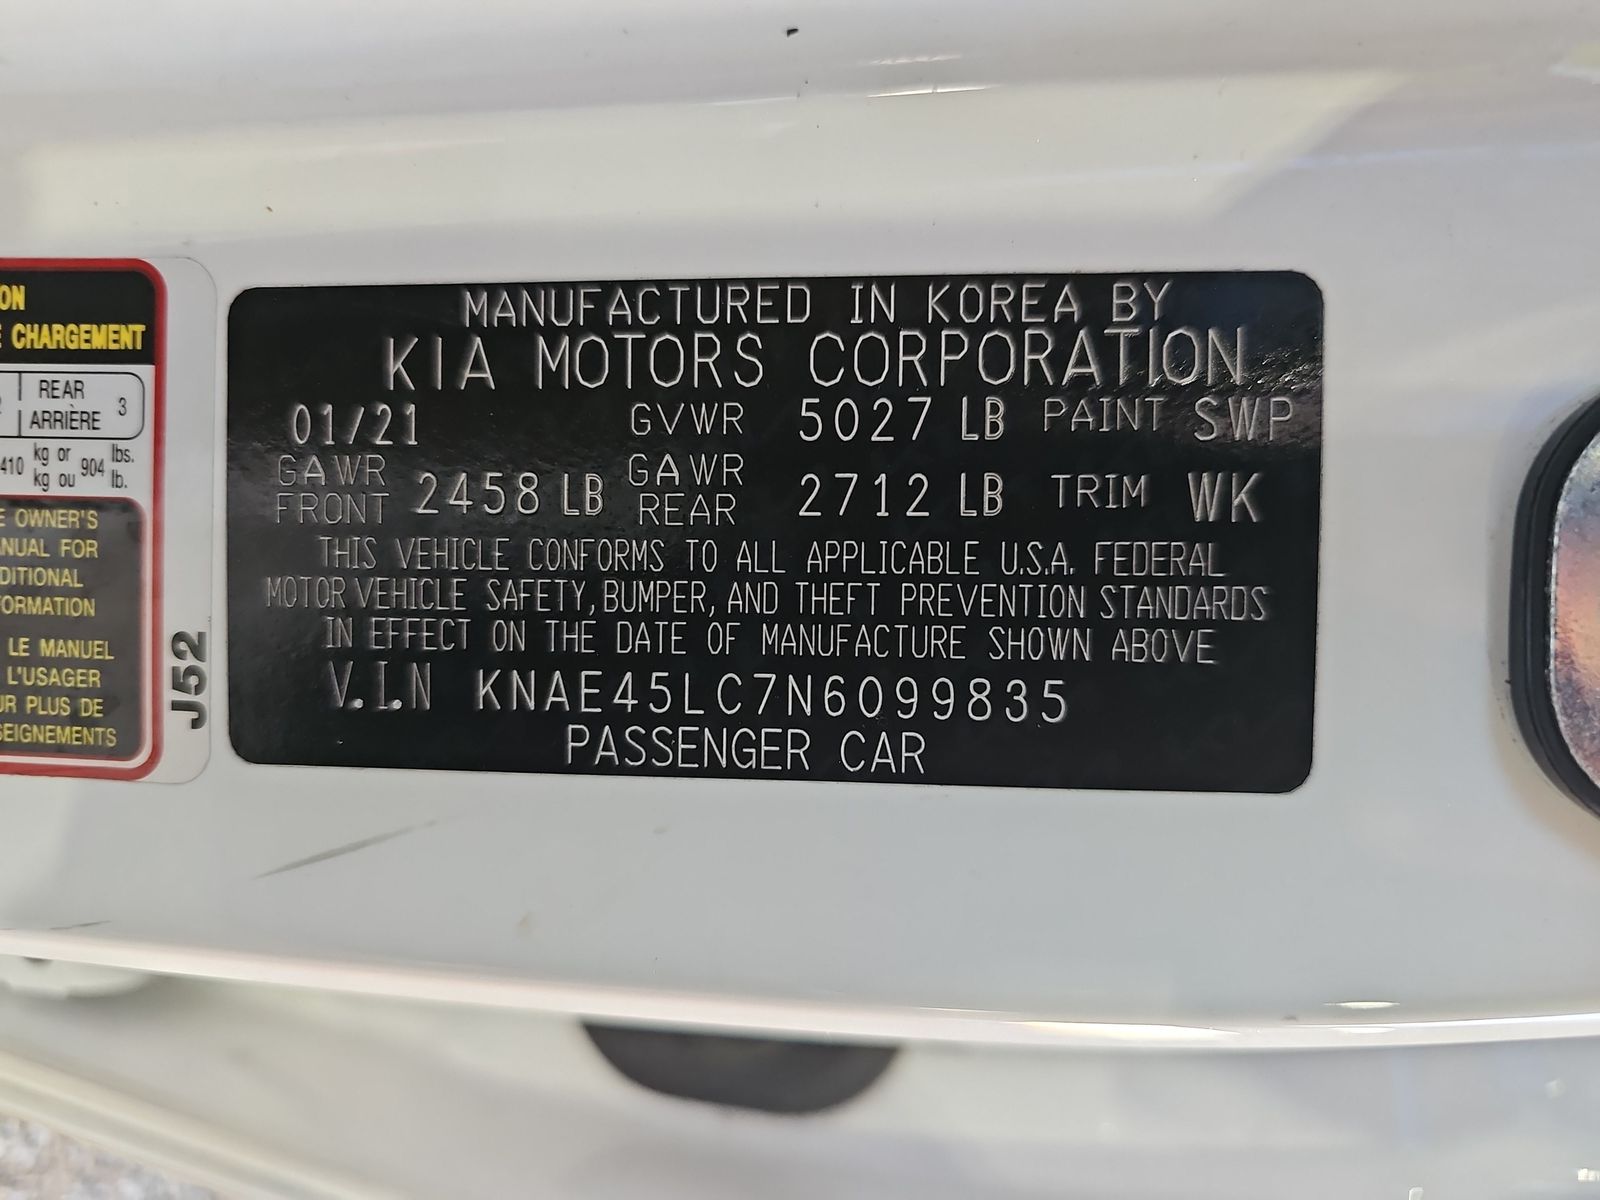 ON
E CHARGEMENT
2 REAR ARRIÈRE 3
410 kg or kg ou 904 lbs. lb.
E OWNER'S
ANUAL FOR
DITIONAL
FORMATION
LE MANUEL
L'USAGER
UR PLUS DE
SEIGNEMENTS
J52
MANUFACTURED IN KOREA BY
KIA MOTORS CORPORATION
01/21 GVWR 5027 LB PAINT SWP
GAWR FRONT 2458 LB GAWR REAR 2712 LB TRIM WK
THIS VEHICLE CONFORMS TO ALL APPLICABLE U.S.A. FEDERAL
MOTOR VEHICLE SAFETY, BUMPER, AND THEFT PREVENTION STANDARDS
IN EFFECT ON THE DATE OF MANUFACTURE SHOWN ABOVE
V.I.N KNAE45LC7N6099835
PASSENGER CAR